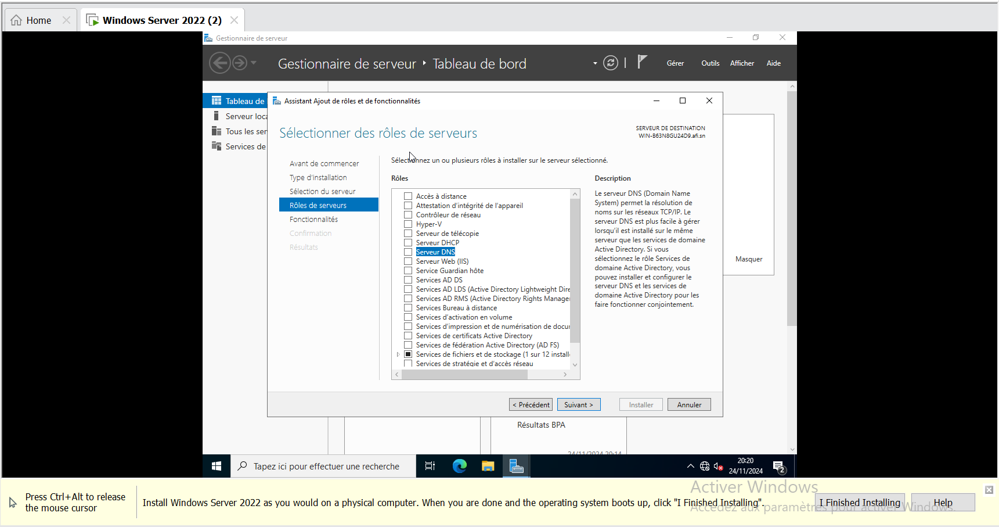 Home
Windows Server 2022 (2)
Gestionnaire de serveur
Gestionnaire de serveur
Tableau de bord
Gérer
Outils
Afficher
Aide
Tableau de
Serveur loca
Tous les ser
Services de
Assistant Ajout de rôles et de fonctionnalités
Sélectionner des rôles de serveurs
SERVEUR DE DESTINATION
WIN-B63N8GU24D9.afi.sn
Avant de commencer
Type d'installation
Sélection du serveur
Rôles de serveurs
Fonctionnalités
Confirmation
Résultats
Sélectionnez un ou plusieurs rôles à installer sur le serveur sélectionné.
Rôles
Accès à distance
Attestation d'intégrité de l'appareil
Contrôleur de réseau
Hyper-V
Serveur de télécopie
Serveur DHCP
Serveur DNS
Serveur Web (IIS)
Service Guardian hôte
Services AD DS
Services AD LDS (Active Directory Lightweight Dire
Services AD RMS (Active Directory Rights Manage
Services Bureau à distance
Services d'activation en volume
Services d'impression et de numérisation de docu
Services de certificats Active Directory
Services de fédération Active Directory (AD FS)
Services de fichiers et de stockage (1 sur 12 install
Services de stratégie et d'accès réseau
Description
Le serveur DNS (Domain Name
System) permet la résolution de
noms sur les réseaux TCP/IP. Le
serveur DNS est plus facile à gérer
lorsqu'il est installé sur le même
serveur que les services de domaine
Active Directory. Si vous
sélectionnez le rôle Services de
domaine Active Directory, vous
pouvez installer et configurer le
serveur DNS et les services de
domaine Active Directory pour les
faire fonctionner conjointement.
Masquer
< Précédent
Suivant >
Installer
Annuler
Résultats BPA
24/11/2024 20:14
Tapez ici pour effectuer une recherche
20:20
24/11/2024
2
Activer Windows
Accédez aux paramètres pour activer Windows.
Press Ctrl+Alt to release
the mouse cursor
Install Windows Server 2022 as you would on a physical computer. When you are done and the operating system boots up, click "I Finished Installing".
I Finished Installing
Help